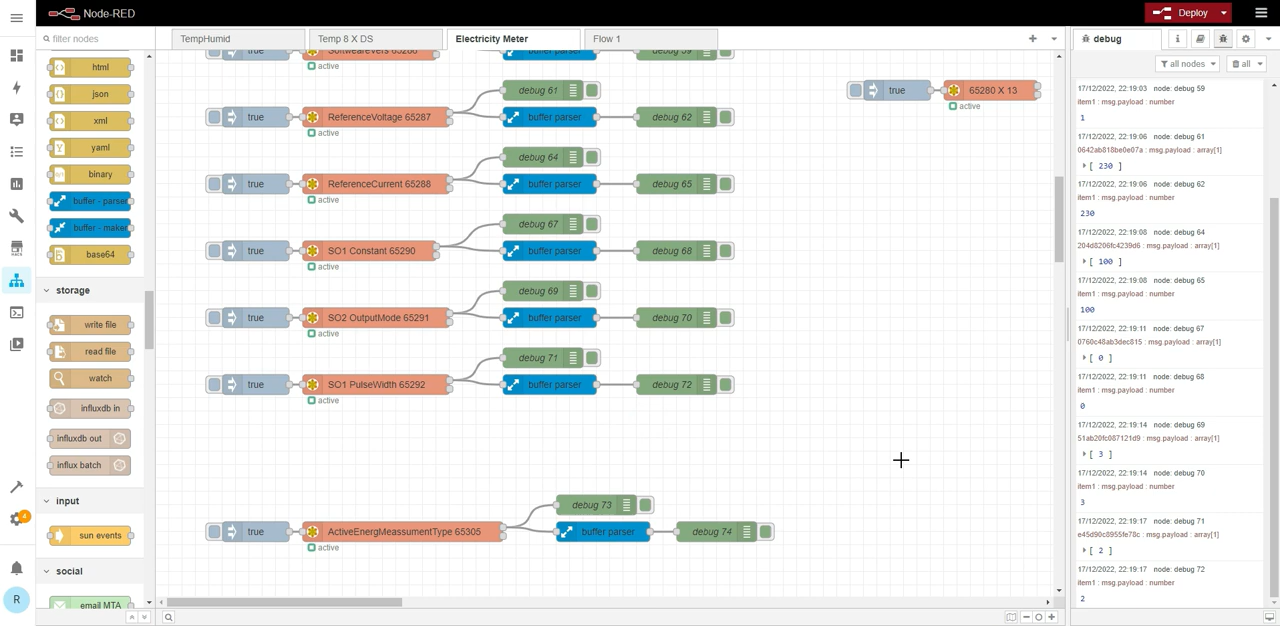 Node-RED
Deploy
filter nodes
TempHumid
Temp 8 X DS
Electricity Meter
Flow 1
debug
all nodes
all
html
json
xml
yaml
binary
buffer - parser
buffer - maker
base64
storage
write file
read file
watch
influxdb in
influxdb out
influx batch
input
sun events
social
email MTA
HACS
4
R
true
SoftwareVers 65286
debug 59
active
debug 61
true
ReferenceVoltage 65287
buffer parser
debug 62
active
debug 64
true
ReferenceCurrent 65288
buffer parser
debug 65
active
debug 67
true
SO1 Constant 65290
buffer parser
debug 68
active
debug 69
true
SO2 OutputMode 65291
buffer parser
debug 70
active
debug 71
true
SO1 PulseWidth 65292
buffer parser
debug 72
active
debug 73
true
ActiveEnergMeassumentType 65305
buffer parser
debug 74
active
true
65280 X 13
active
17/12/2022, 22:19:03 node: debug 59
item1 : msg.payload : number
1
17/12/2022, 22:19:06 node: debug 61
0642ab818be0e07a : msg.payload : array[1]
[ 230 ]
17/12/2022, 22:19:06 node: debug 62
item1 : msg.payload : number
230
17/12/2022, 22:19:08 node: debug 64
204d8206fc4239d6 : msg.payload : array[1]
[ 100 ]
17/12/2022, 22:19:08 node: debug 65
item1 : msg.payload : number
100
17/12/2022, 22:19:11 node: debug 67
0760c48ab3dec815 : msg.payload : array[1]
[ 0 ]
17/12/2022, 22:19:11 node: debug 68
item1 : msg.payload : number
0
17/12/2022, 22:19:14 node: debug 69
51ab20fc087121d9 : msg.payload : array[1]
[ 3 ]
17/12/2022, 22:19:14 node: debug 70
item1 : msg.payload : number
3
17/12/2022, 22:19:17 node: debug 71
e45d90c8955fe78c : msg.payload : array[1]
[ 2 ]
17/12/2022, 22:19:17 node: debug 72
item1 : msg.payload : number
2